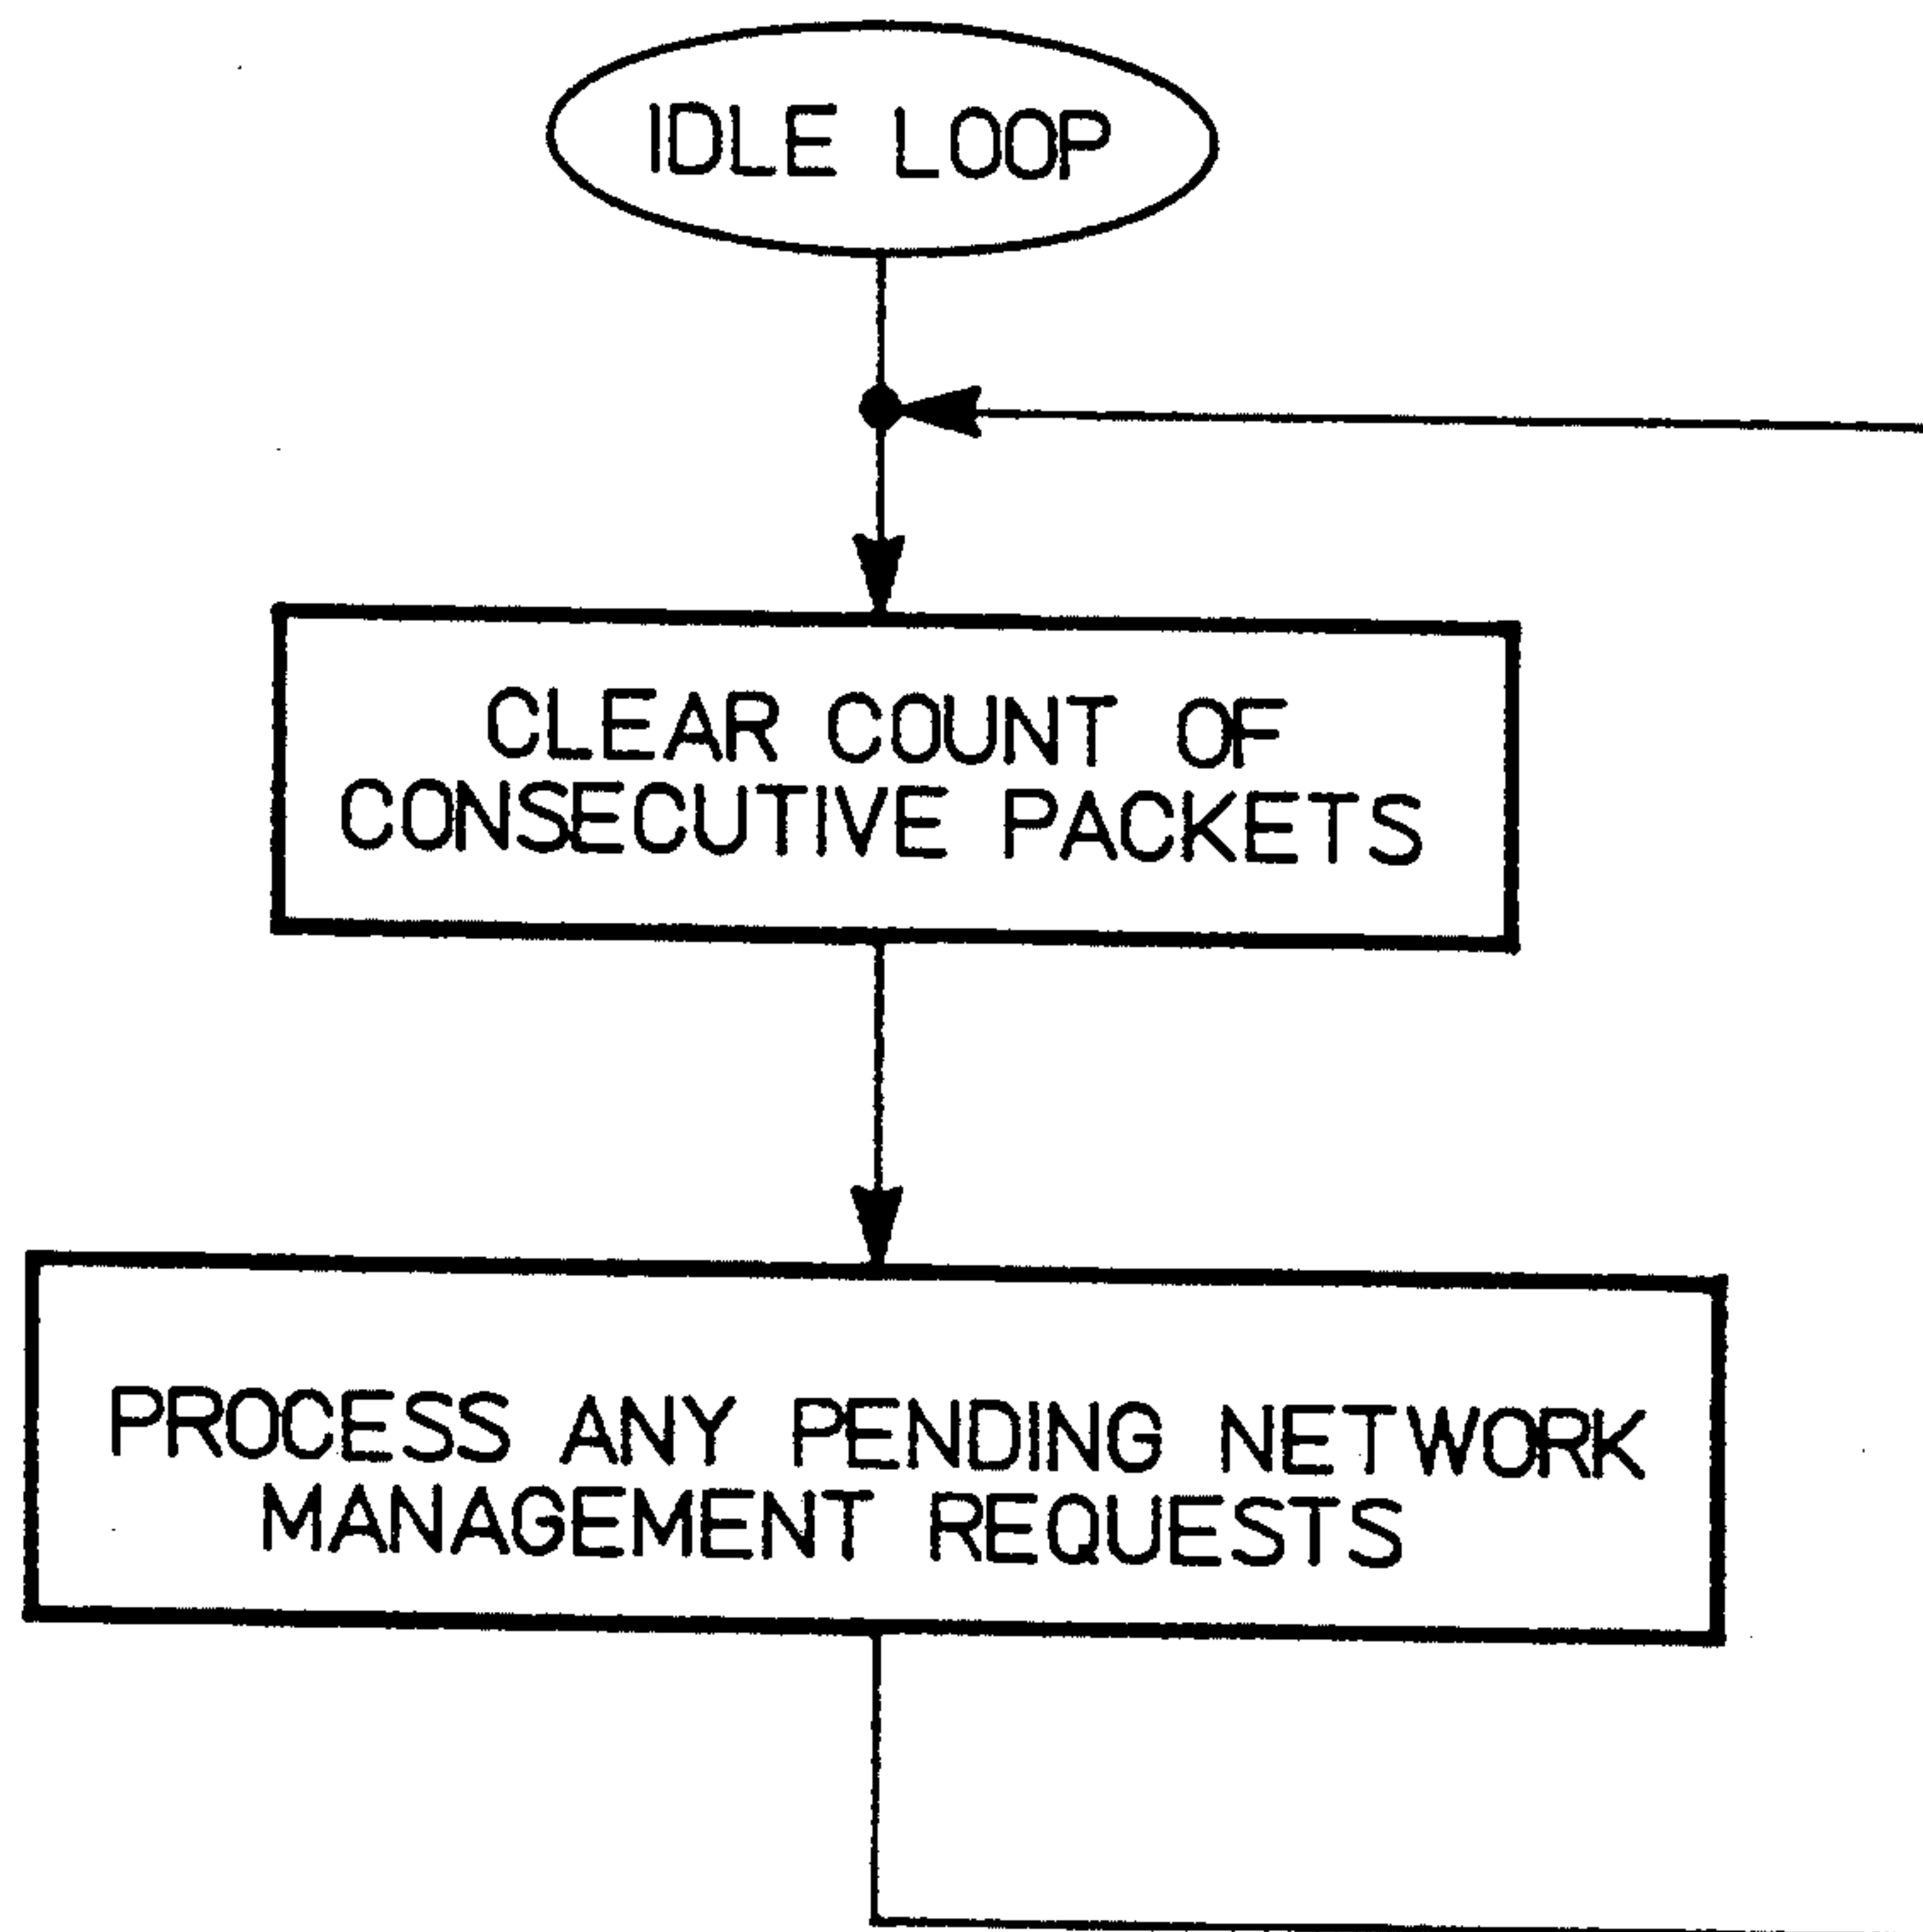 IDLE LOOP
CLEAR COUNT OF
CONSECUTIVE PACKETS
PROCESS ANY PENDING NETWORK
MANAGEMENT REQUESTS